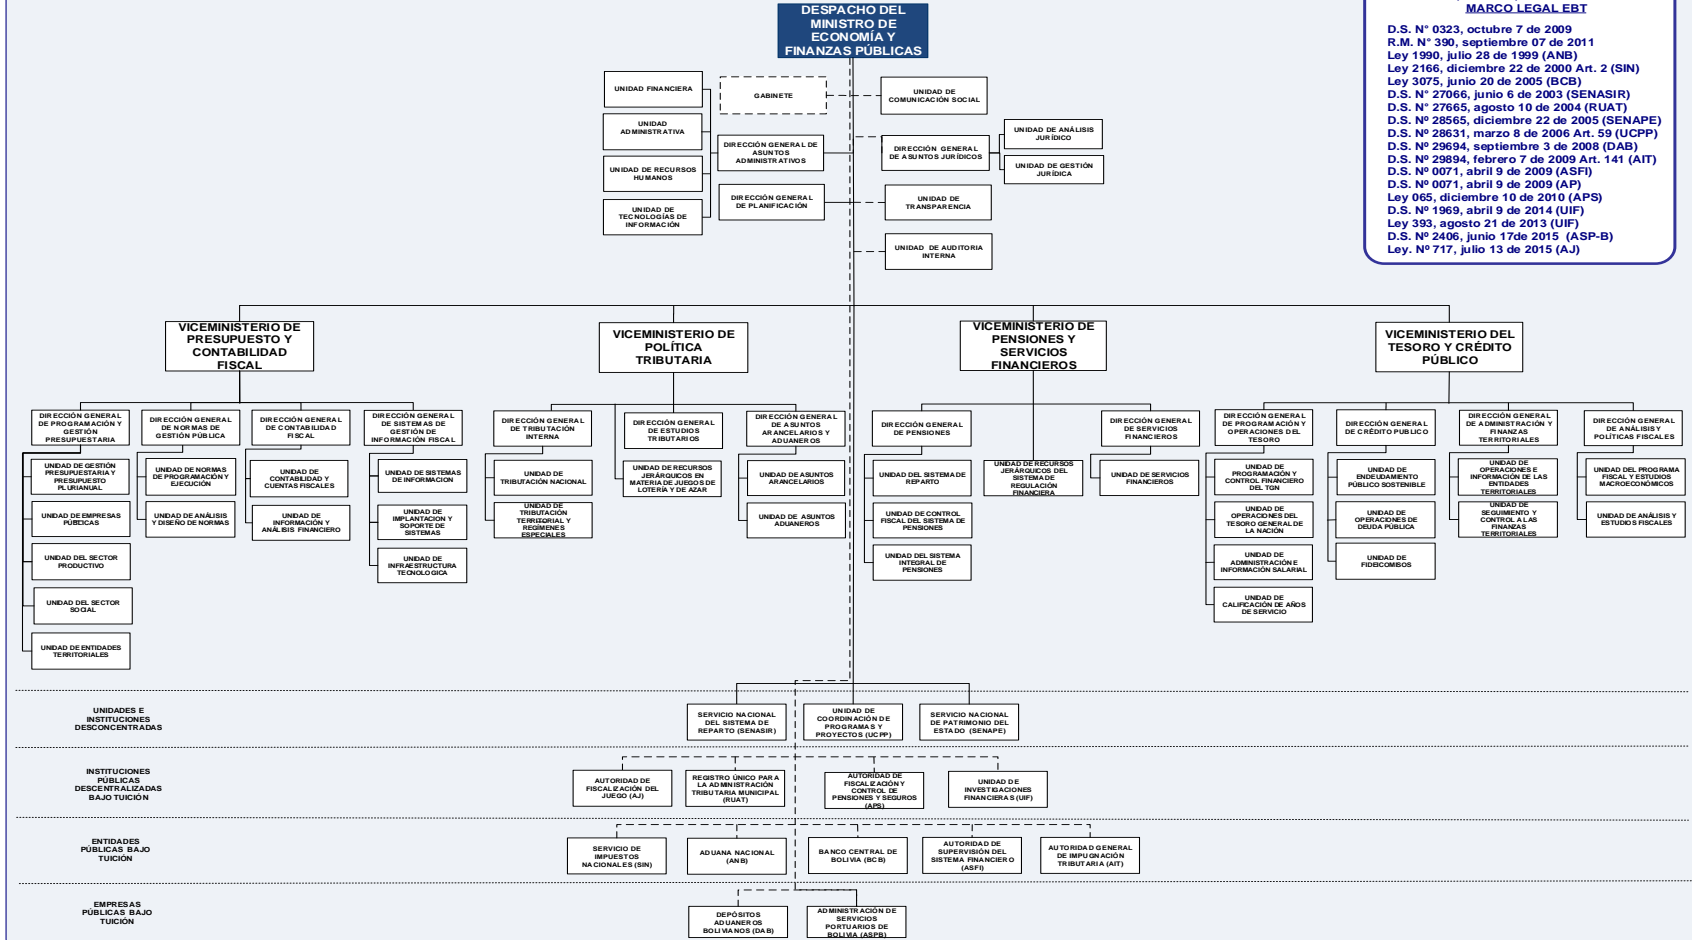 DESPACHO DEL
MINISTRO DE
ECONOMÍA Y
FINANZAS PÚBLICAS
MARCO LEGAL EBT
D.S. N° 0323, octubre 7 de 2009
R.M. N° 390, septiembre 07 de 2011
Ley 1990, julio 28 de 1999 (ANB)
Ley 2166, diciembre 22 de 2000 Art. 2 (SIN)
Ley 3075, junio 20 de 2005 (BCB)
D.S. N° 27066, junio 6 de 2003 (SENASIR)
D.S. N° 27665, agosto 10 de 2004 (RUAT)
D.S. Nº 28565, diciembre 22 de 2005 (SENAPE)
D.S. Nº 28631, marzo 8 de 2006 Art. 59 (UCPP)
D.S. Nº 29694, septiembre 3 de 2008 (DAB)
D.S. Nº 29894, febrero 7 de 2009 Art. 141 (AIT)
D.S. Nº 0071, abril 9 de 2009 (ASFI)
D.S. Nº 0071, abril 9 de 2009 (AP)
Ley 065, diciembre 10 de 2010 (APS)
D.S. Nº 1969, abril 9 de 2014 (UIF)
Ley 393, agosto 21 de 2013 (UIF)
D.S. Nº 2406, junio 17de 2015 (ASP-B)
Ley. Nº 717, julio 13 de 2015 (AJ)
UNIDAD FINANCIERA
GABINETE
UNIDAD DE
COMUNICACIÓN SOCIAL
UNIDAD
ADMINISTRATIVA
DIRECCIÓN GENERAL DE
ASUNTOS
ADMINISTRATIVOS
DIRECCIÓN GENERAL
DE ASUNTOS JURÍDICOS
UNIDAD DE ANÁLISIS
JURÍDICO
UNIDAD DE GESTIÓN
JURÍDICA
UNIDAD DE RECURSOS
HUMANOS
DIRECCIÓN GENERAL
DE PLANIFICACIÓN
UNIDAD DE
TRANSPARENCIA
UNIDAD DE
TECNOLOGÍAS DE
INFORMACIÓN
UNIDAD DE AUDITORIA
INTERNA
VICEMINISTERIO DE
PRESUPUESTO Y
CONTABILIDAD
FISCAL
VICEMINISTERIO DE
POLÍTICA
TRIBUTARIA
VICEMINISTERIO DE
PENSIONES Y
SERVICIOS
FINANCIEROS
VICEMINISTERIO DEL
TESORO Y CRÉDITO
PÚBLICO
DIRECCIÓN GENERAL
DE PROGRAMACIÓN Y
GESTIÓN
PRESUPUESTARIA
DIRECCIÓN GENERAL
DE NORMAS DE
GESTIÓN PÚBLICA
DIRECCIÓN GENERAL
DE CONTABILIDAD
FISCAL
DIRECCIÓN GENERAL
DE SISTEMAS DE
GESTIÓN DE
INFORMACIÓN FISCAL
DIRECCIÓN GENERAL
DE TRIBUTACIÓN
INTERNA
DIRECCIÓN GENERAL
DE ESTUDIOS
TRIBUTARIOS
DIRECCIÓN GENERAL
DE ASUNTOS
ARANCELARIOS Y
ADUANEROS
DIRECCIÓN GENERAL
DE PENSIONES
DIRECCIÓN GENERAL
DE SERVICIOS
FINANCIEROS
DIRECCIÓN GENERAL
DE PROGRAMACIÓN Y
OPERACIONES DEL
TESORO
DIRECCIÓN GENERAL
DE CRÉDITO PUBLICO
DIRECCIÓN GENERAL
DE ADMINISTRACIÓN Y
FINANZAS
TERRITORIALES
DIRECCIÓN GENERAL
DE ANÁLISIS Y
POLÍTICAS FISCALES
UNIDAD DE GESTIÓN
PRESUPUESTARIA Y
PRESUPUESTO
PLURIANUAL
UNIDAD DE NORMAS
DE PROGRAMACIÓN Y
EJECUCIÓN
UNIDAD DE
CONTABILIDAD Y
CUENTAS FISCALES
UNIDAD DE SISTEMAS
DE INFORMACION
UNIDAD DE
TRIBUTACIÓN NACIONAL
UNIDAD DE RECURSOS
JERÁRQUICOS EN
MATERIA DE JUEGOS DE
LOTERÍA Y DE AZAR
UNIDAD DE ASUNTOS
ARANCELARIOS
UNIDAD DEL SISTEMA DE
REPARTO
UNIDAD DE RECURSOS
JERÁRQUICOS DEL
SISTEMA DE
REGULACIÓN
FINANCIERA
UNIDAD DE SERVICIOS
FINANCIEROS
UNIDAD DE
PROGRAMACIÓN Y
CONTROL FINANCIERO
DEL TGN
UNIDAD DE
ENDEUDAMIENTO
PÚBLICO SOSTENIBLE
UNIDAD DE
OPERACIONES E
INFORMACIÓN DE LAS
ENTIDADES
TERRITORIALES
UNIDAD DEL PROGRAMA
FISCAL Y ESTUDIOS
MACROECONÓMICOS
UNIDAD DE EMPRESAS
PÚBLICAS
UNIDAD DE ANÁLISIS
Y DISEÑO DE NORMAS
UNIDAD DE
INFORMACIÓN Y
ANÁLISIS FINANCIERO
UNIDAD DE
IMPLANTACION Y
SOPORTE DE
SISTEMAS
UNIDAD DE
TRIBUTACIÓN
TERRITORIAL Y
REGÍMENES
ESPECIALES
UNIDAD DE ASUNTOS
ADUANEROS
UNIDAD DE CONTROL
FISCAL DEL SISTEMA DE
PENSIONES
UNIDAD DE
OPERACIONES DEL
TESORO GENERAL DE
LA NACIÓN
UNIDAD DE
OPERACIONES DE
DEUDA PÚBLICA
UNIDAD DE
SEGUIMIENTO Y
CONTROL A LAS
FINANZAS
TERRITORIALES
UNIDAD DE ANÁLISIS Y
ESTUDIOS FISCALES
UNIDAD DEL SECTOR
PRODUCTIVO
UNIDAD DE
INFRAESTRUCTURA
TECNOLOGICA
UNIDAD DEL SISTEMA
INTEGRAL DE
PENSIONES
UNIDAD DE
ADMINISTRACIÓN E
INFORMACIÓN SALARIAL
UNIDAD DE
FIDEICOMISOS
UNIDAD DEL SECTOR
SOCIAL
UNIDAD DE
CALIFICACIÓN DE AÑOS
DE SERVICIO
UNIDAD DE ENTIDADES
TERRITORIALES
UNIDADES E
INSTITUCIONES
DESCONCENTRADAS
SERVICIO NACIONAL
DEL SISTEMA DE
REPARTO (SENASIR)
UNIDAD DE
COORDINACIÓN DE
PROGRAMAS Y
PROYECTOS (UCPP)
SERVICIO NACIONAL
DE PATRIMONIO DEL
ESTADO (SENAPE)
INSTITUCIONES
PÚBLICAS
DESCENTRALIZADAS
BAJO TUICIÓN
AUTORIDAD DE
FISCALIZACIÓN DEL
JUEGO (AJ)
REGISTRO ÚNICO PARA
LA ADMINISTRACIÓN
TRIBUTARIA MUNICIPAL
(RUAT)
AUTORIDAD DE
FISCALIZACIÓN Y
CONTROL DE
PENSIONES Y SEGUROS
(APS)
UNIDAD DE
INVESTIGACIONES
FINANCIERAS (UIF)
ENTIDADES
PÚBLICAS BAJO
TUICIÓN
SERVICIO DE
IMPUESTOS
NACIONALES (SIN)
ADUANA NACIONAL
(ANB)
BANCO CENTRAL DE
BOLIVIA (BCB)
AUTORIDAD DE
SUPERVISIÓN DEL
SISTEMA FINANCIERO
(ASFI)
AUTORIDAD GENERAL
DE IMPUGNACIÓN
TRIBUTARIA (AIT)
EMPRESAS
PÚBLICAS BAJO
TUICIÓN
DEPÓSITOS
ADUANEROS
BOLIVIANOS (DAB)
ADMINISTRACIÓN DE
SERVICIOS
PORTUARIOS DE
BOLIVIA (ASPB)